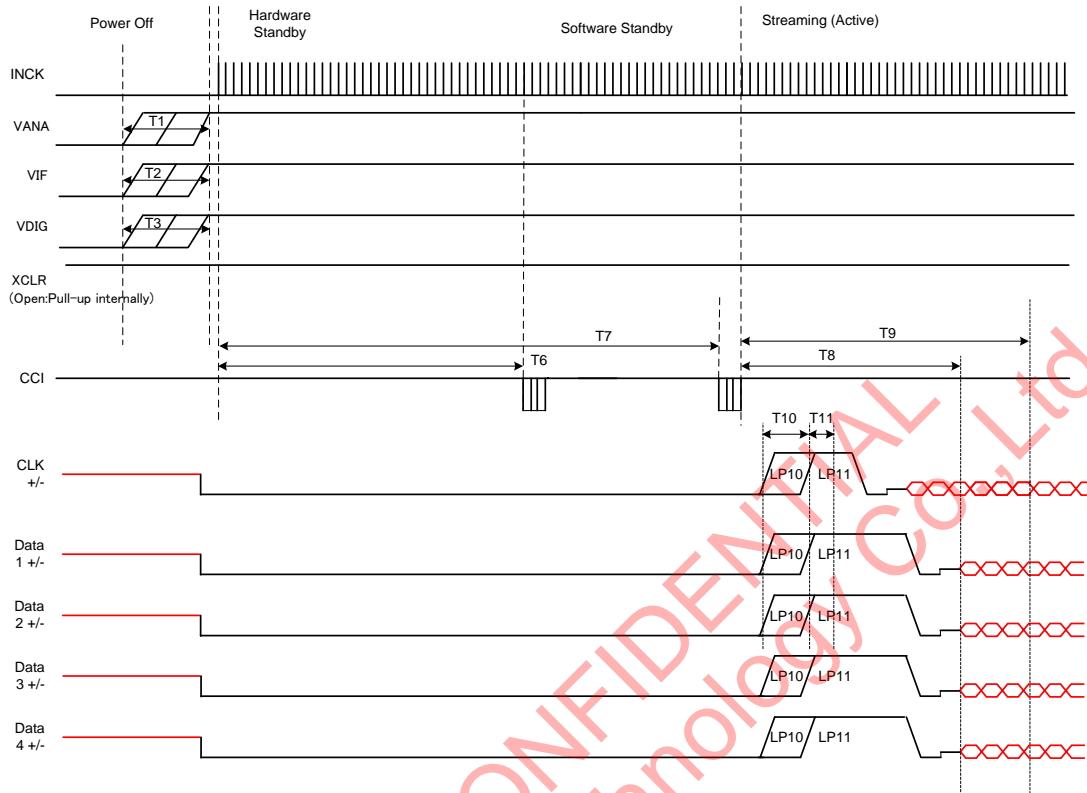 Power Off
Hardware
Standby
Software Standby
Streaming (Active)
INCK
VANA
T1
VIF
T2
VDIG
T3
XCLR
(Open:Pull-up internally)
T7
T9
T6
T8
CCI
T10
T11
CLK
+/-
LP10
LP11
Data
1 +/-
LP10
LP11
Data
2 +/-
LP10
LP11
Data
3 +/-
LP10
LP11
Data
4 +/-
LP10
LP11
ONFIDENTIAL
Co.,Ltd